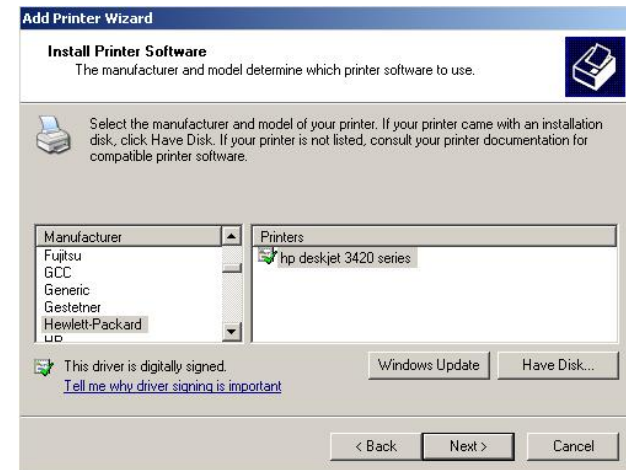 Add Printer Wizard
Install Printer Software
The manufacturer and model determine which printer software to use.
Select the manufacturer and model of your printer. If your printer came with an installation
disk, click Have Disk. If your printer is not listed, consult your printer documentation for
compatible printer software.
Manufacturer
Fujitsu
GCC
Generic
Gestetner
Hewlett-Packard
HP
Printers
hp deskjet 3420 series
This driver is digitally signed.
Tell me why driver signing is important
Windows Update
Have Disk...
< Back
Next >
Cancel